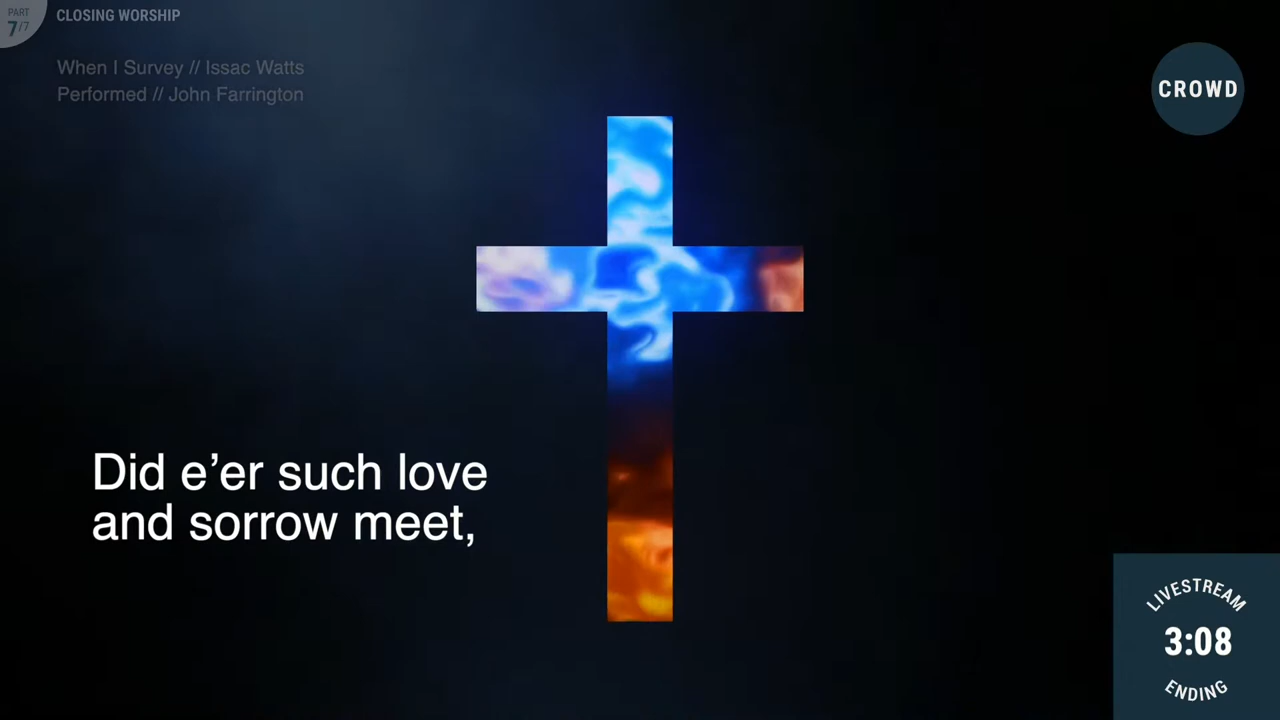 PART
7/7
CLOSING WORSHIP
When I Survey // Issac Watts
Performed // John Farrington
CROWD
Did e’er such love
and sorrow meet,
LIVESTREAM
3:08
ENDING